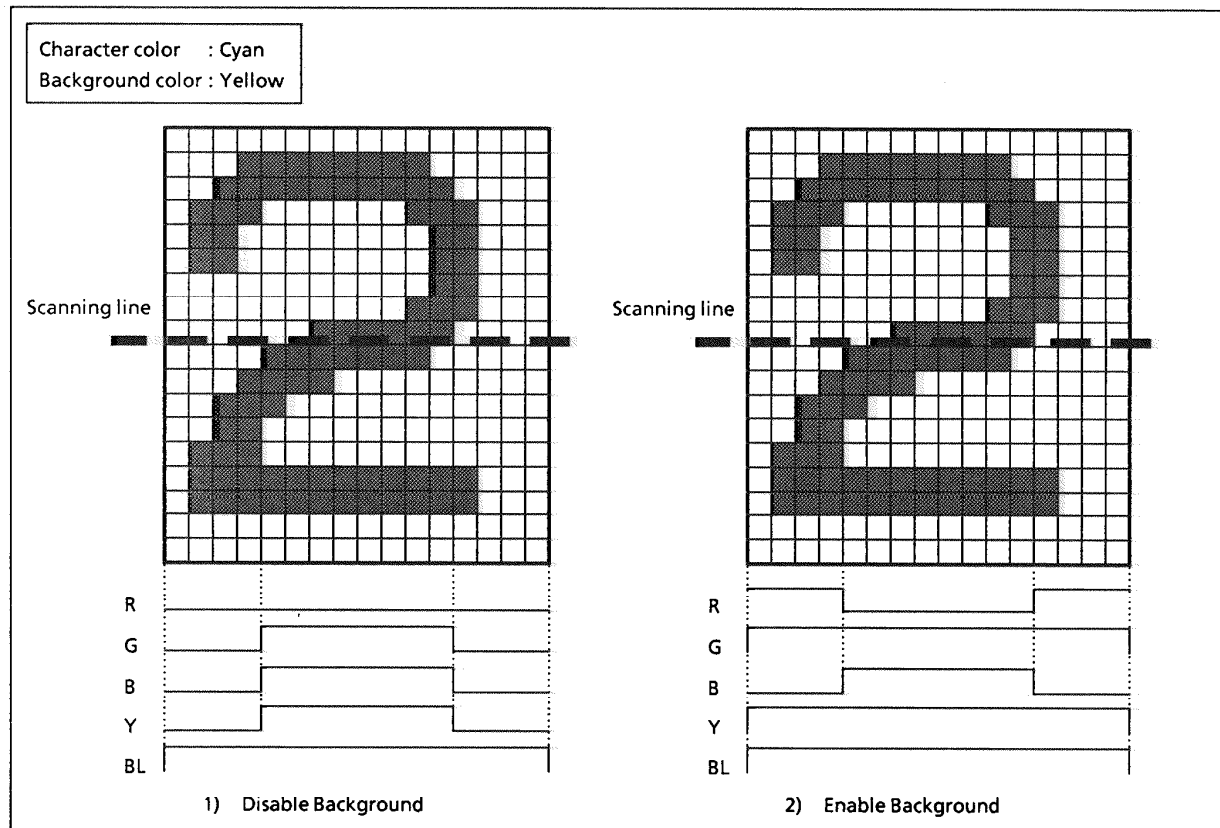 Character color : Cyan
Background color : Yellow
Scanning line
R
G
B
Y
BL
1) Disable Background
Scanning line
R
G
B
Y
BL
2) Enable Background